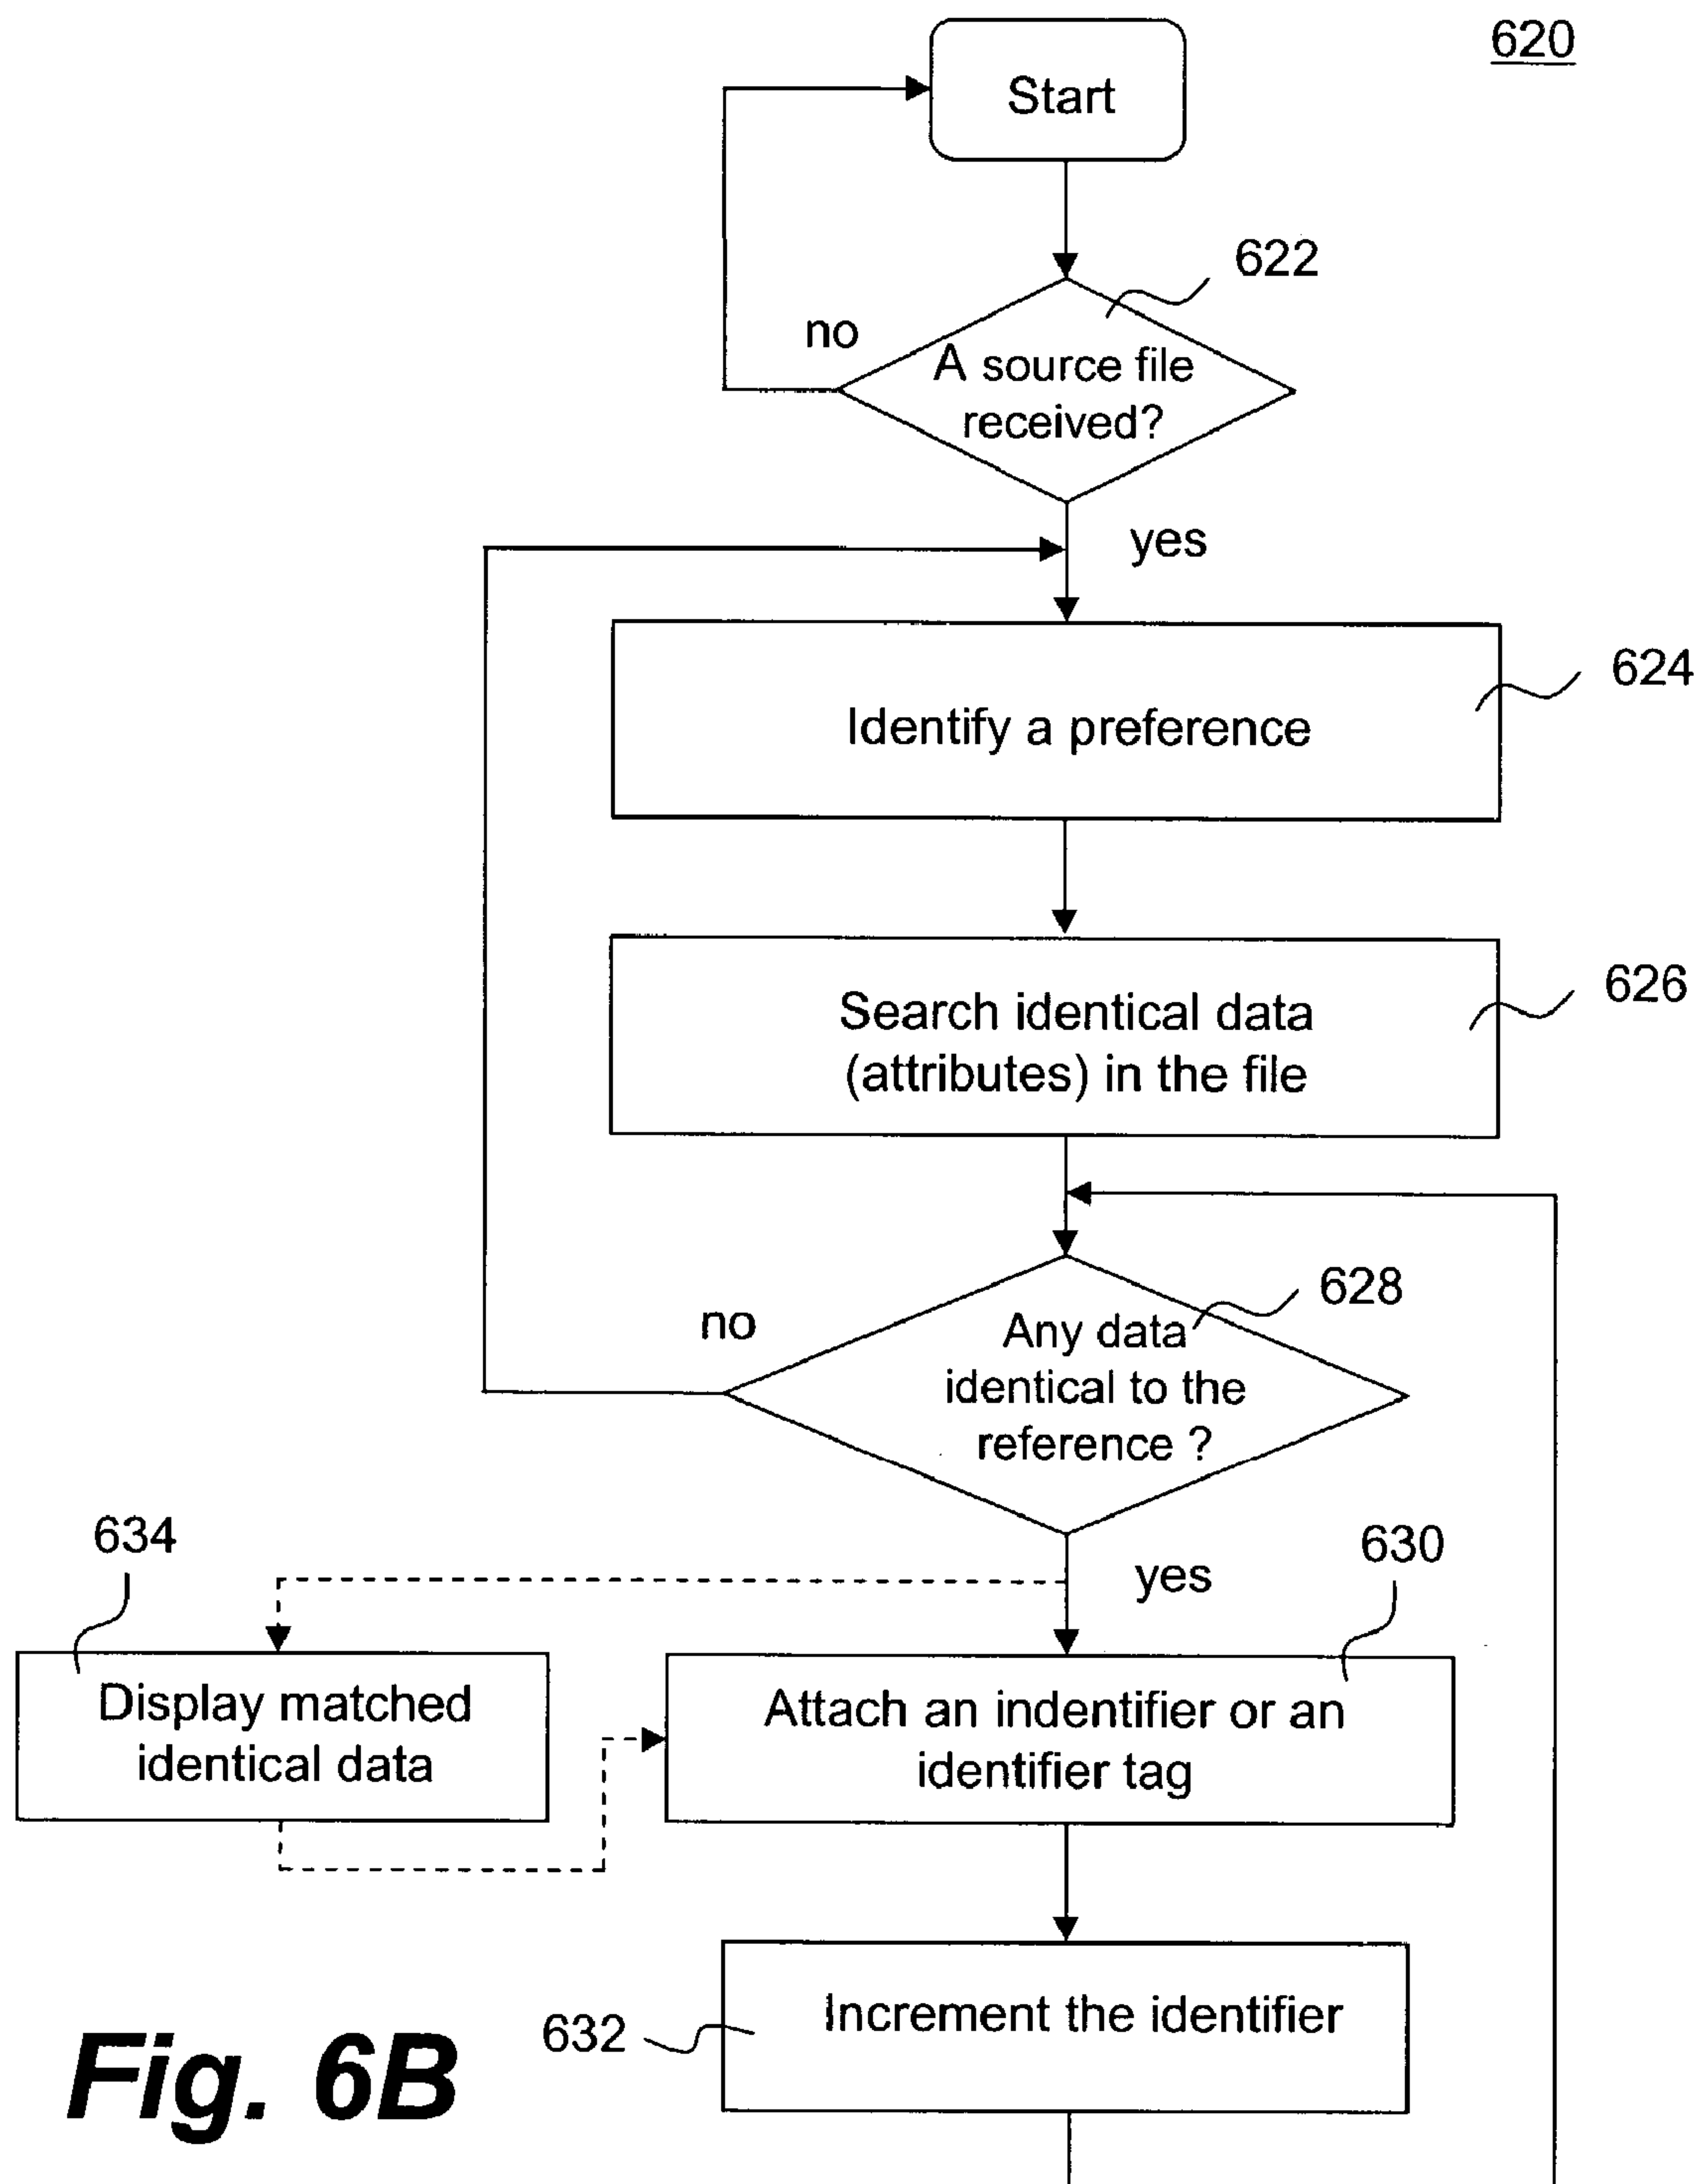 620
Start
622
no
A source file
received?
yes
624
Identify a preference
626
Search identical data
(attributes) in the file
628
no
Any data
identical to the
reference ?
634
630
yes
Display matched
identical data
Attach an indentifier or an
identifier tag
Increment the identifier
632
Fig. 6B